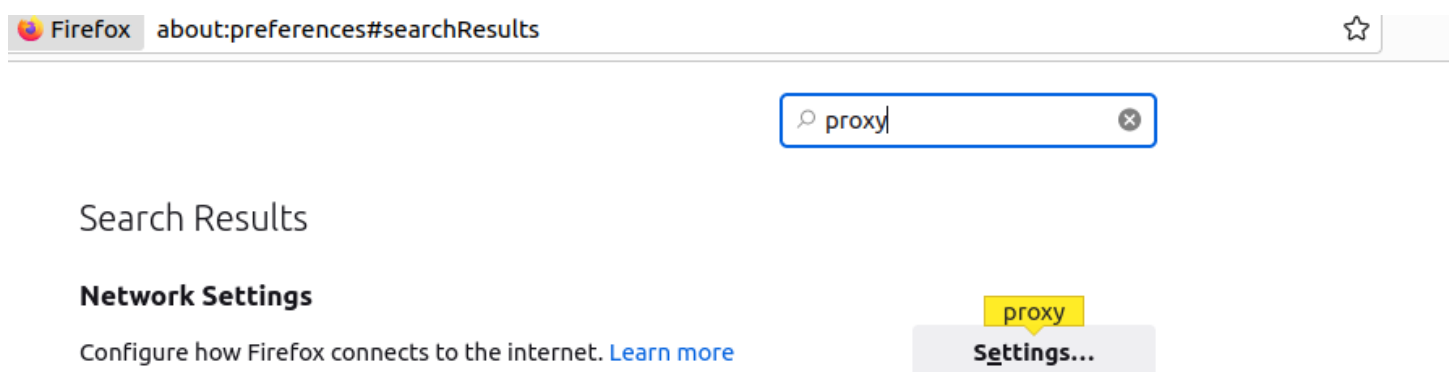 Firefox about:preferences#searchResults
proxy
Search Results
Network Settings
proxy
Configure how Firefox connects to the internet. Learn more
Settings...